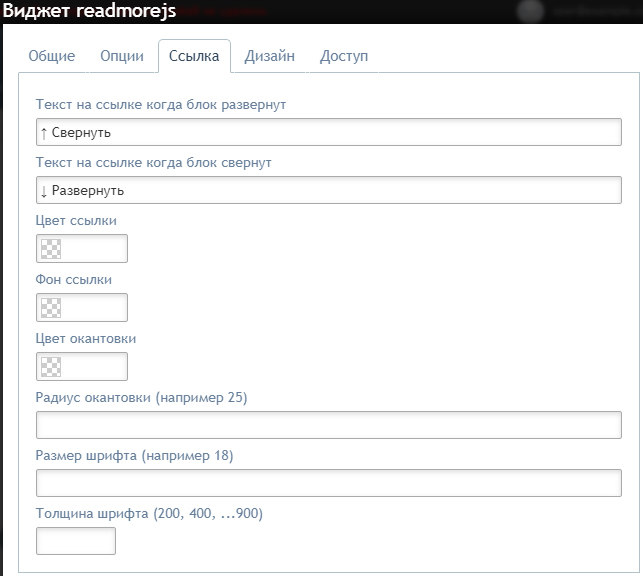 Виджет readmorejs
Общие Опции Ссылка Дизайн Доступ
Текст на ссылке когда блок развернут
↑ Свернуть
Текст на ссылке когда блок свернут
↓ Развернуть
Цвет ссылки
Фон ссылки
Цвет окантовки
Радиус окантовки (например 25)
Размер шрифта (например 18)
Толщина шрифта (200, 400, ...900)